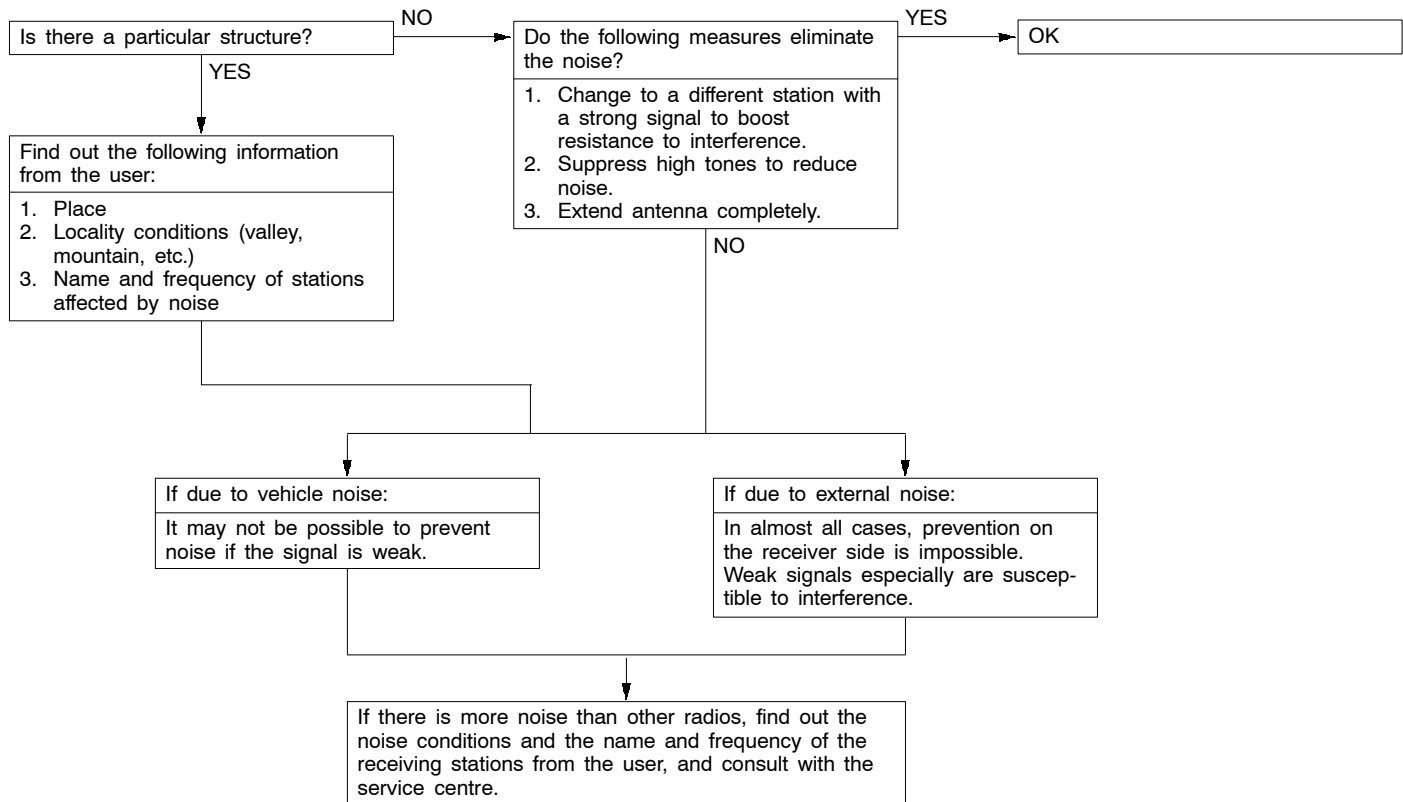 Is there a particular structure?
NO
YES
Find out the following information
from the user:
1. Place
2. Locality conditions (valley,
mountain, etc.)
3. Name and frequency of stations
affected by noise
Do the following measures eliminate
the noise?
1. Change to a different station with
a strong signal to boost
resistance to interference.
2. Suppress high tones to reduce
noise.
3. Extend antenna completely.
YES
OK
NO
If due to vehicle noise:
It may not be possible to prevent
noise if the signal is weak.
If due to external noise:
In almost all cases, prevention on
the receiver side is impossible.
Weak signals especially are suscep-
tible to interference.
If there is more noise than other radios, find out the
noise conditions and the name and frequency of the
receiving stations from the user, and consult with the
service centre.